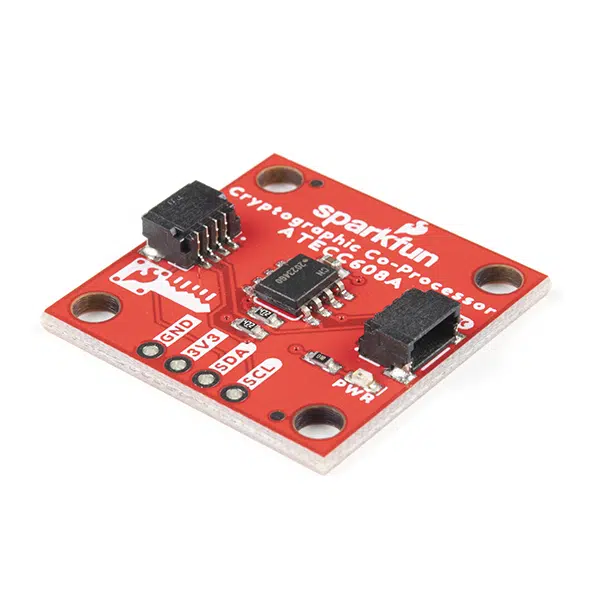 sparkfun
Cryptographic Co-Processor
ATECC608A
GND
3V3
SDA
SCL
PWR